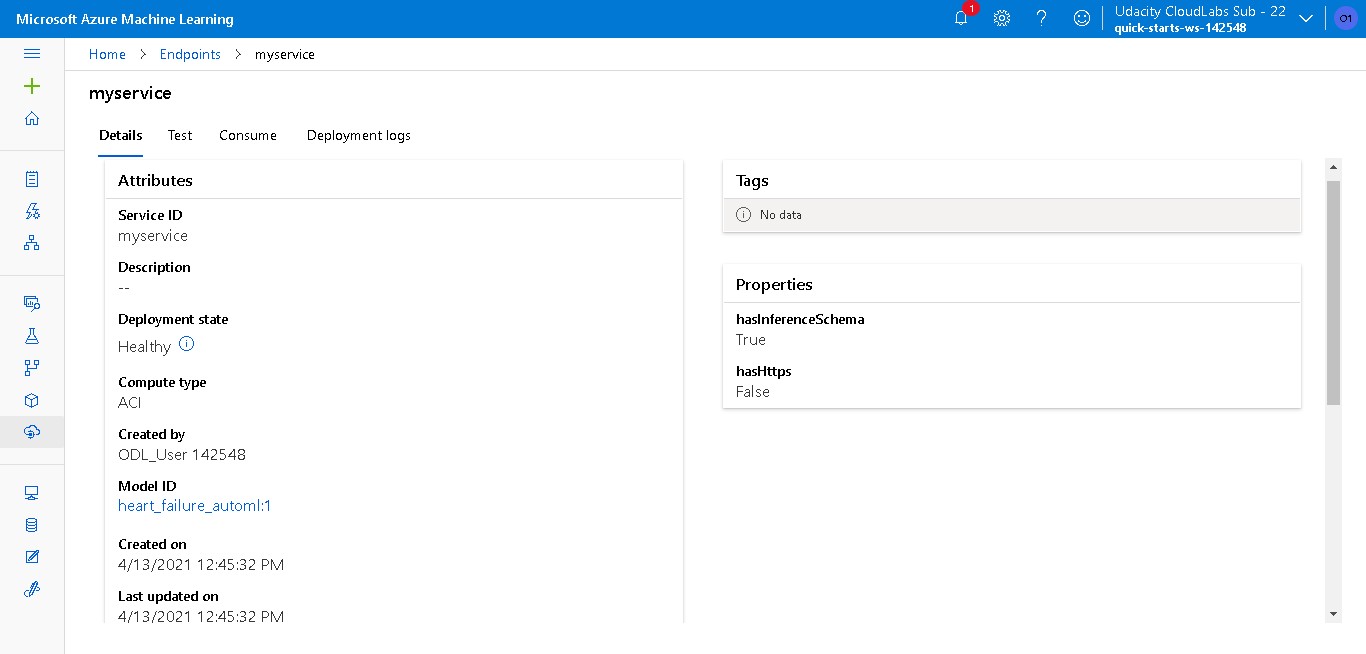 Microsoft Azure Machine Learning
1
Udacity CloudLabs Sub - 22
quick-starts-ws-142548
O1
Home > Endpoints > myservice
myservice
Details Test Consume Deployment logs
Attributes
Service ID
myservice
Description
--
Deployment state
Healthy
Compute type
ACI
Created by
ODL_User 142548
Model ID
heart_failure_automl:1
Created on
4/13/2021 12:45:32 PM
Last updated on
4/13/2021 12:45:32 PM
Tags
No data
Properties
hasInferenceSchema
True
hasHttps
False